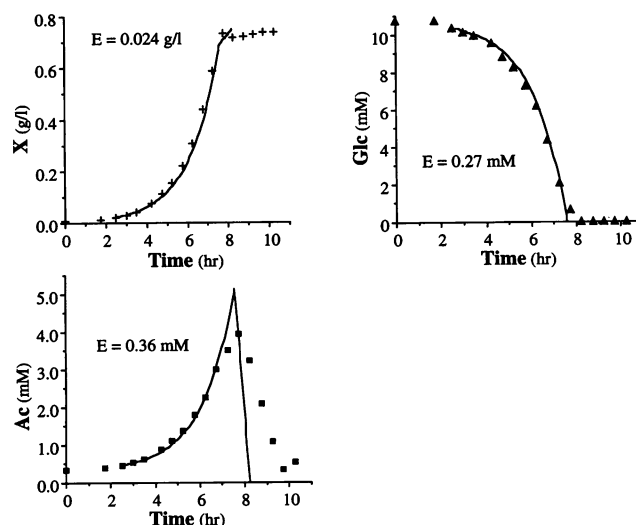 0.8
0.6
0.4
0.2
0.0
X (g/l)
E = 0.024 g/l
0 2 4 6 8 10
Time (hr)
10
8
6
4
2
0
Glc (mM)
E = 0.27 mM
0 2 4 6 8 10
Time (hr)
5.0
4.0
3.0
2.0
1.0
0.0
Ac (mM)
E = 0.36 mM
0 2 4 6 8 10
Time (hr)